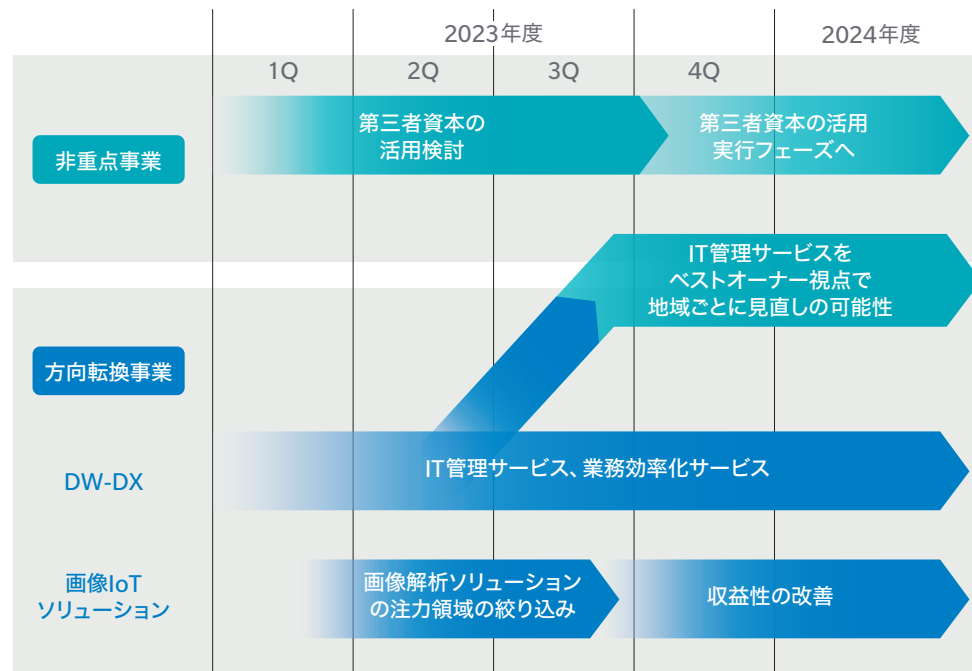 2023年度
2024年度
1Q
2Q
3Q
4Q
非重点事業
第三者資本の
活用検討
第三者資本の活用
実行フェーズへ
IT管理サービスを
ベストオーナー視点で
地域ごとに見直しの可能性
方向転換事業
DW-DX
IT管理サービス、業務効率化サービス
画像IoT
ソリューション
画像解析ソリューション
の注力領域の絞り込み
収益性の改善